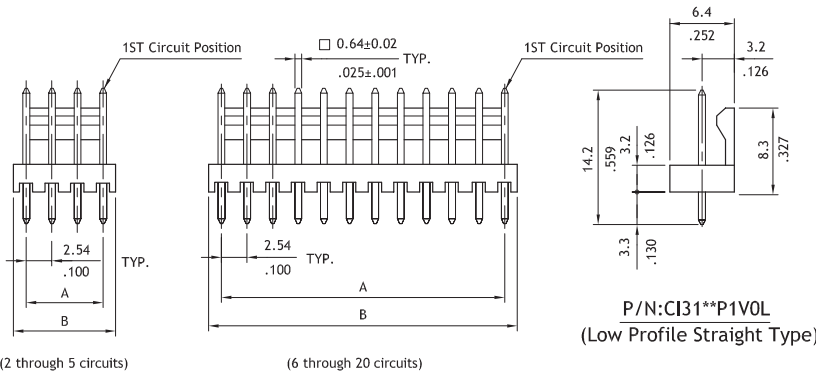 1ST Circuit Position
□ 0.64±0.02
.025±.001
TYP.
1ST Circuit Position
6.4
.252
3.2
.126
14.2
.559
3.2
.126
8.3
.327
3.3
.130
2.54
.100
TYP.
A
B
2.54
.100
TYP.
A
B
(2 through 5 circuits)
(6 through 20 circuits)
P/N:CI31**P1V0L
(Low Profile Straight Type)